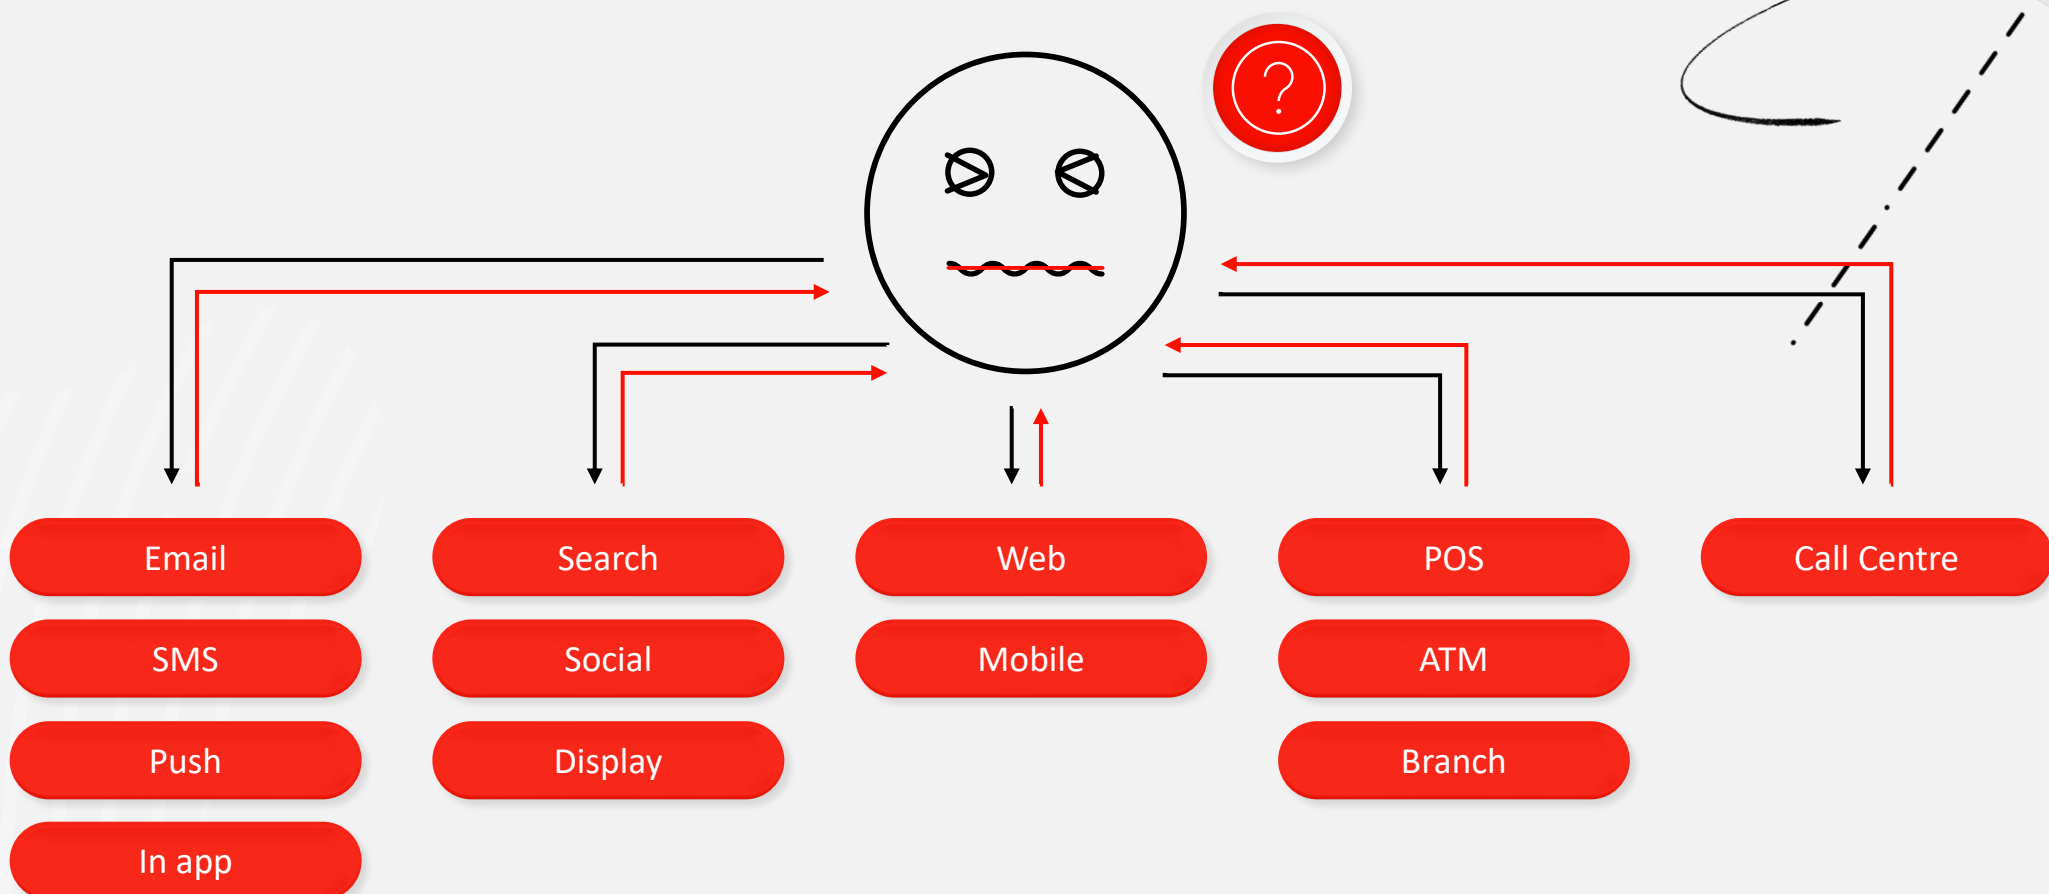 ?
Email
Search
Web
POS
Call Centre
SMS
Social
Mobile
ATM
Push
Display
Branch
In app